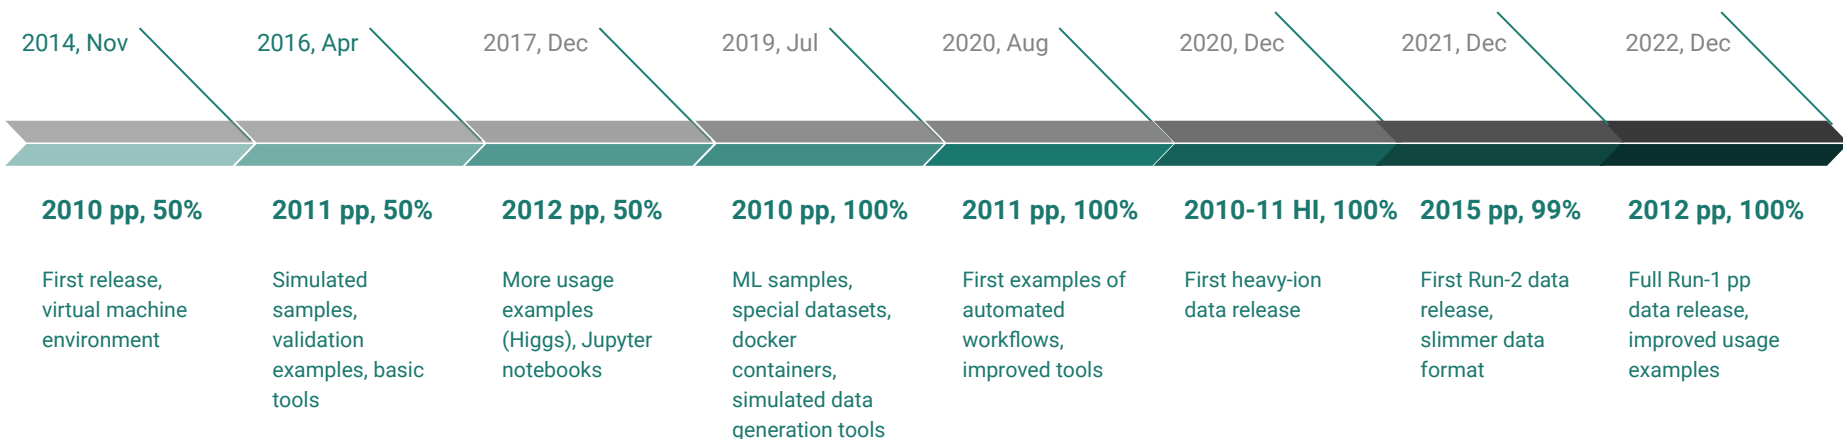 2014, Nov
2016, Apr
2017, Dec
2019, Jul
2020, Aug
2020, Dec
2021, Dec
2022, Dec
2010 pp, 50%
2011 pp, 50%
2012 pp, 50%
2010 pp, 100%
2011 pp, 100%
2010-11 HI, 100%
2015 pp, 99%
2012 pp, 100%
First release,
virtual machine
environment
Simulated
samples,
validation
examples, basic
tools
More usage
examples
(Higgs), Jupyter
notebooks
ML samples,
special datasets,
docker
containers,
simulated data
generation tools
First examples of
automated
workflows,
improved tools
First heavy-ion
data release
First Run-2 data
release,
slimmer data
format
Full Run-1 pp
data release,
improved usage
examples